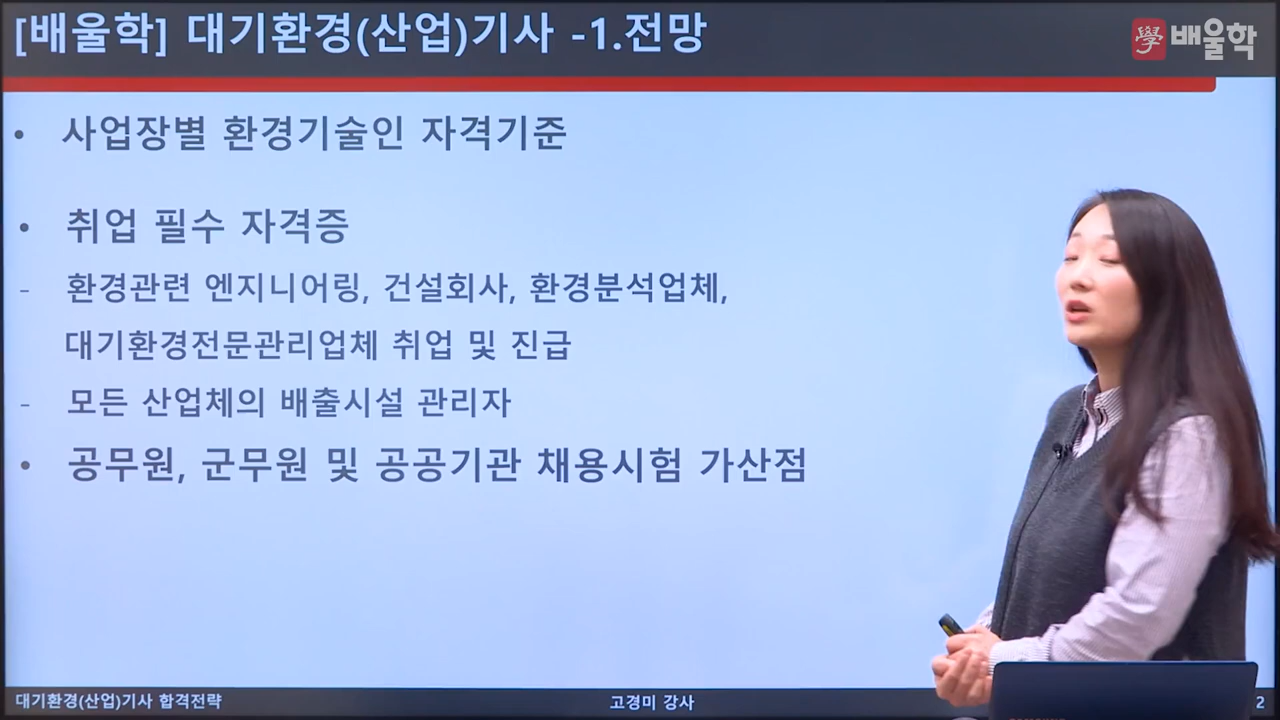 [배울학] 대기환경(산업)기사 -1.전망
學 배울학
• 사업장별 환경기술인 자격기준
• 취업 필수 자격증
- 환경관련 엔지니어링, 건설회사, 환경분석업체,
대기환경전문관리업체 취업 및 진급
- 모든 산업체의 배출시설 관리자
• 공무원, 군무원 및 공공기관 채용시험 가산점
대기환경(산업)기사 합격전략
고경미 강사
2